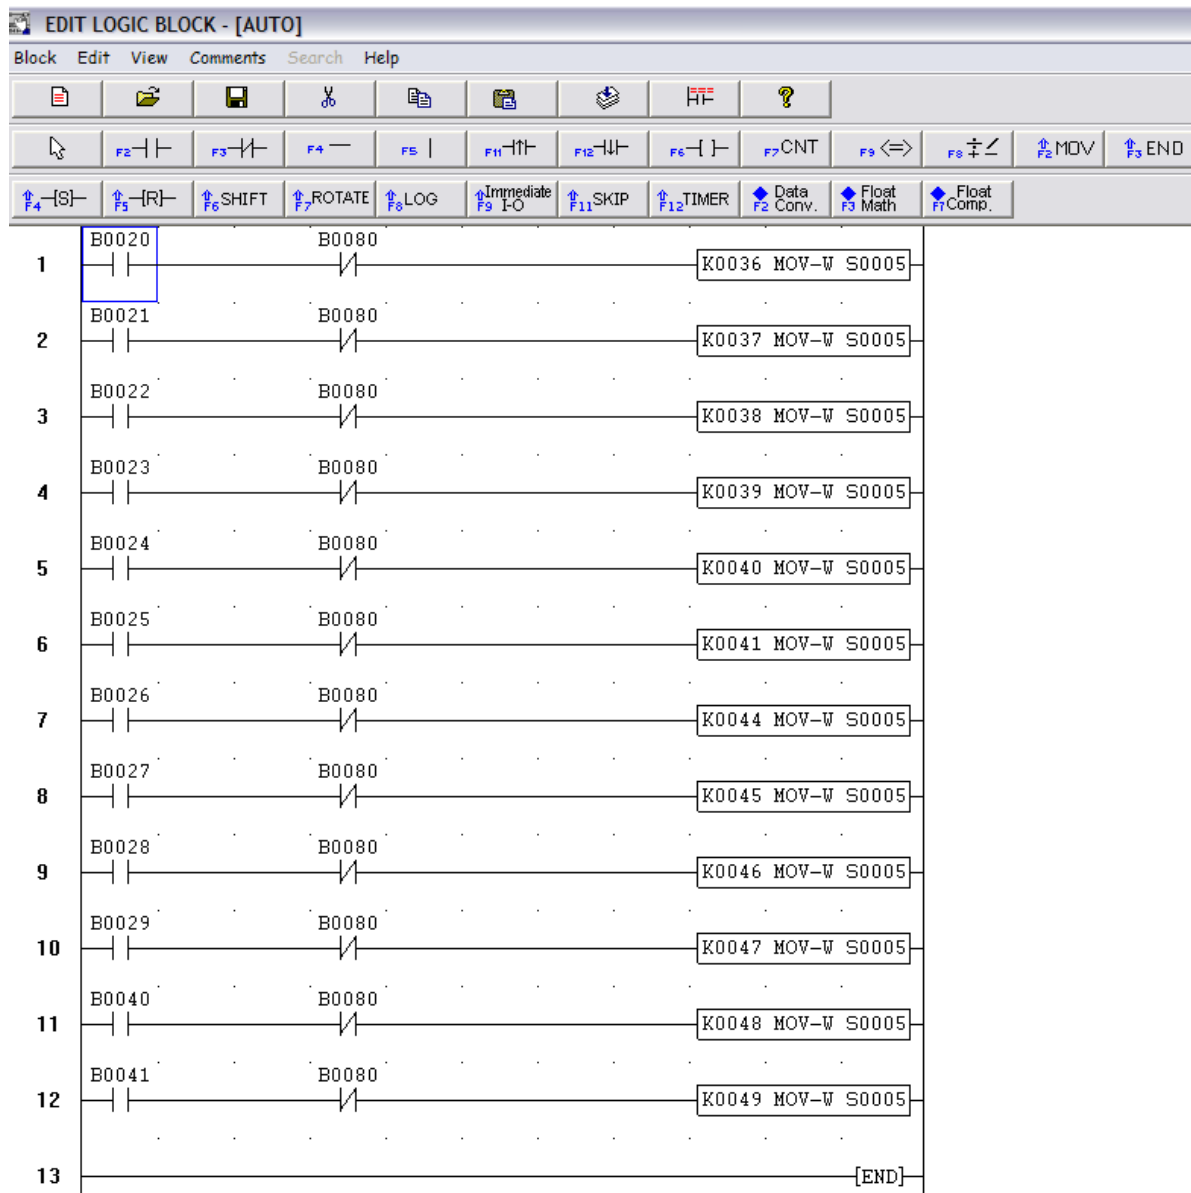 EDIT LOGIC BLOCK - [AUTO]
Block Edit View Comments Search Help
F2 F3 F4 F5 F11 F12 F6 F7 CNT F9 <=> F8 F2 MOV F3 END
F4 [S] F5 [R] F6 SHIFT F7 ROTATE F8 LOG F9 Immediate I-O F11 SKIP F12 TIMER F2 Data Conv. F3 Float Math F7 Float Comp.
B0020 B0080
1 K0036 MOV-W S0005
B0021 B0080
2 K0037 MOV-W S0005
B0022 B0080
3 K0038 MOV-W S0005
B0023 B0080
4 K0039 MOV-W S0005
B0024 B0080
5 K0040 MOV-W S0005
B0025 B0080
6 K0041 MOV-W S0005
B0026 B0080
7 K0044 MOV-W S0005
B0027 B0080
8 K0045 MOV-W S0005
B0028 B0080
9 K0046 MOV-W S0005
B0029 B0080
10 K0047 MOV-W S0005
B0040 B0080
11 K0048 MOV-W S0005
B0041 B0080
12 K0049 MOV-W S0005
13 [END]